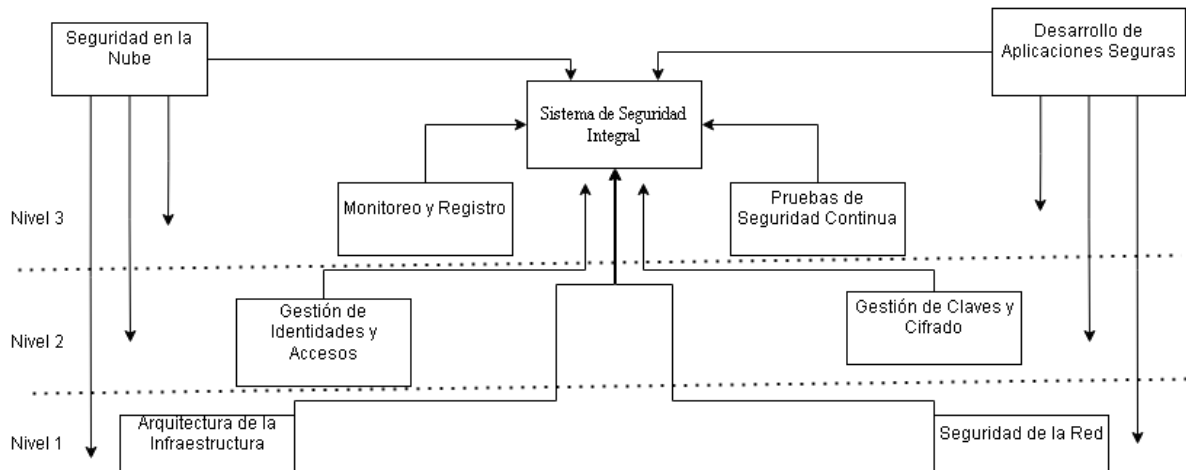 Seguridad en la
Nube
Desarrollo de
Aplicaciones Seguras
Sistema de Seguridad
Integral
Nivel 3
Monitoreo y Registro
Pruebas de
Seguridad Continua
Nivel 2
Gestión de
Identidades y
Accesos
Gestión de Claves y
Cifrado
Nivel 1
Arquitectura de la
Infraestructura
Seguridad de la Red